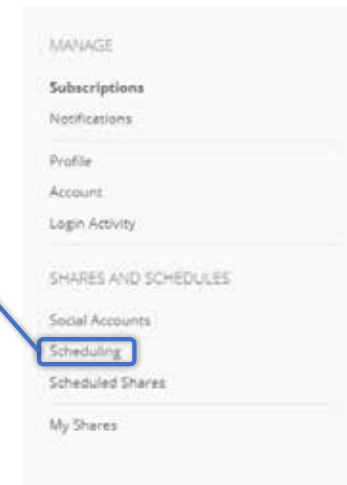 MANAGE
Subscriptions
Notifications
Profile
Account
Login Activity
SHARES AND SCHEDULES
Social Accounts
Scheduling
Scheduled Shares
My Shares